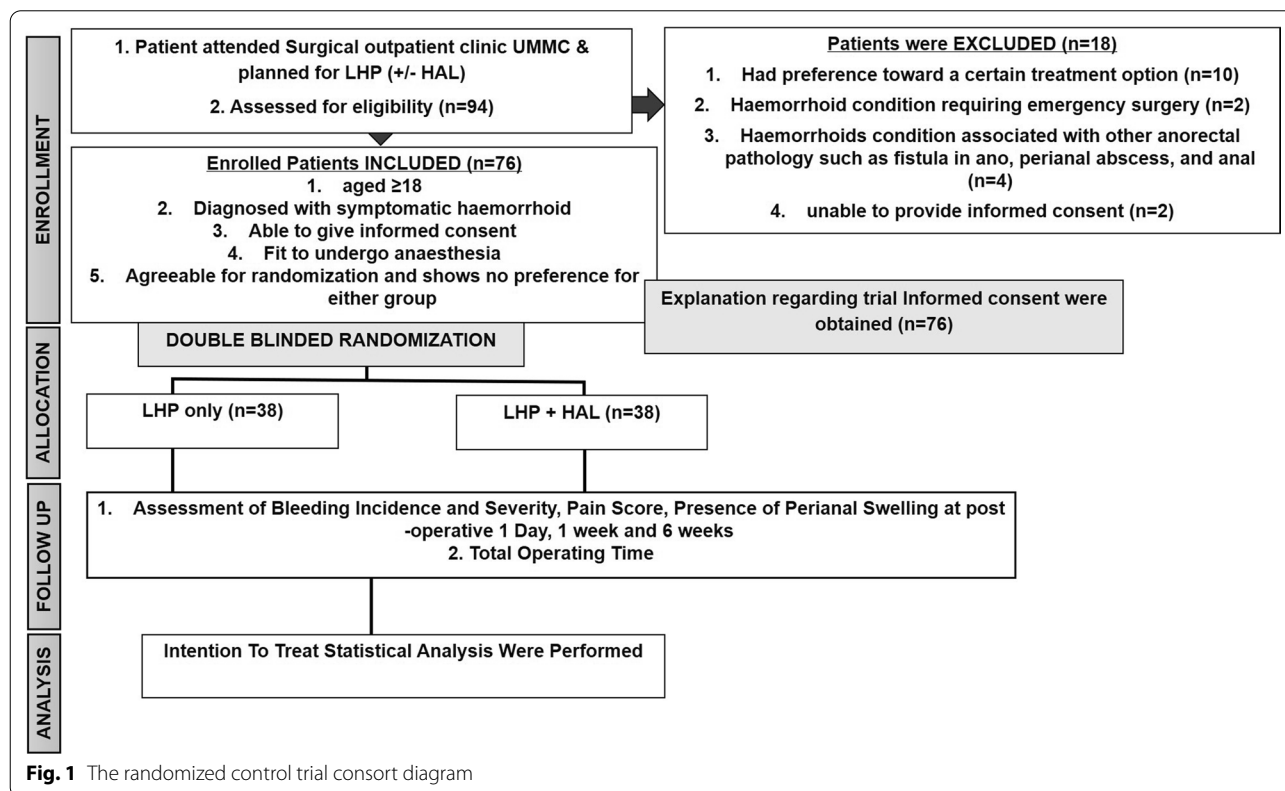 ENROLLMENT
1. Patient attended Surgical outpatient clinic UMMC &
planned for LHP (+/- HAL)
2. Assessed for eligibility (n=94)
Patients were EXCLUDED (n=18)
1. Had preference toward a certain treatment option (n=10)
2. Haemorrhoid condition requiring emergency surgery (n=2)
3. Haemorrhoids condition associated with other anorectal
pathology such as fistula in ano, perianal abscess, and anal
(n=4)
4. unable to provide informed consent (n=2)
Enrolled Patients INCLUDED (n=76)
1. aged ≥18
2. Diagnosed with symptomatic haemorrhoid
3. Able to give informed consent
4. Fit to undergo anaesthesia
5. Agreeable for randomization and shows no preference for
either group
Explanation regarding trial Informed consent were
obtained (n=76)
DOUBLE BLINDED RANDOMIZATION
ALLOCATION
LHP only (n=38)
LHP + HAL (n=38)
FOLLOW UP
1. Assessment of Bleeding Incidence and Severity, Pain Score, Presence of Perianal Swelling at post
-operative 1 Day, 1 week and 6 weeks
2. Total Operating Time
ANALYSIS
Intention To Treat Statistical Analysis Were Performed
Fig. 1 The randomized control trial consort diagram